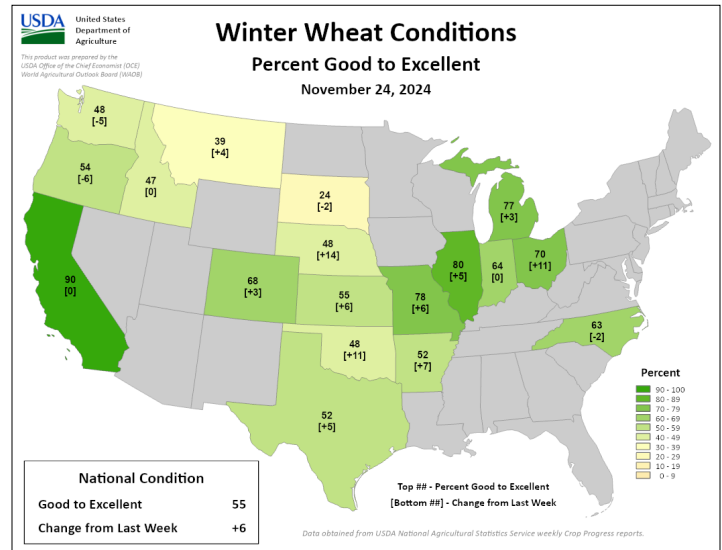 USDA
United States
Department of
Agriculture
This product was prepared by the
USDA Office of the Chief Economist (OCE)
World Agricultural Outlook Board (WAOB)
Winter Wheat Conditions
Percent Good to Excellent
November 24, 2024
48
[-5]
39
[+4]
54
[-6]
47
[0]
24
[-2]
77
[+3]
48
[+14]
90
[0]
68
[+3]
55
[+6]
78
[+6]
80
[+5]
64
[0]
70
[+11]
63
[-2]
48
[+11]
52
[+7]
52
[+5]
Percent
90 - 100
80 - 89
70 - 79
60 - 69
50 - 59
40 - 49
30 - 39
20 - 29
10 - 19
0 - 9
National Condition
Good to Excellent 55
Change from Last Week +6
Top ## - Percent Good to Excellent
[Bottom ##] - Change from Last Week
Data obtained from USDA National Agricultural Statistics Service weekly Crop Progress reports.